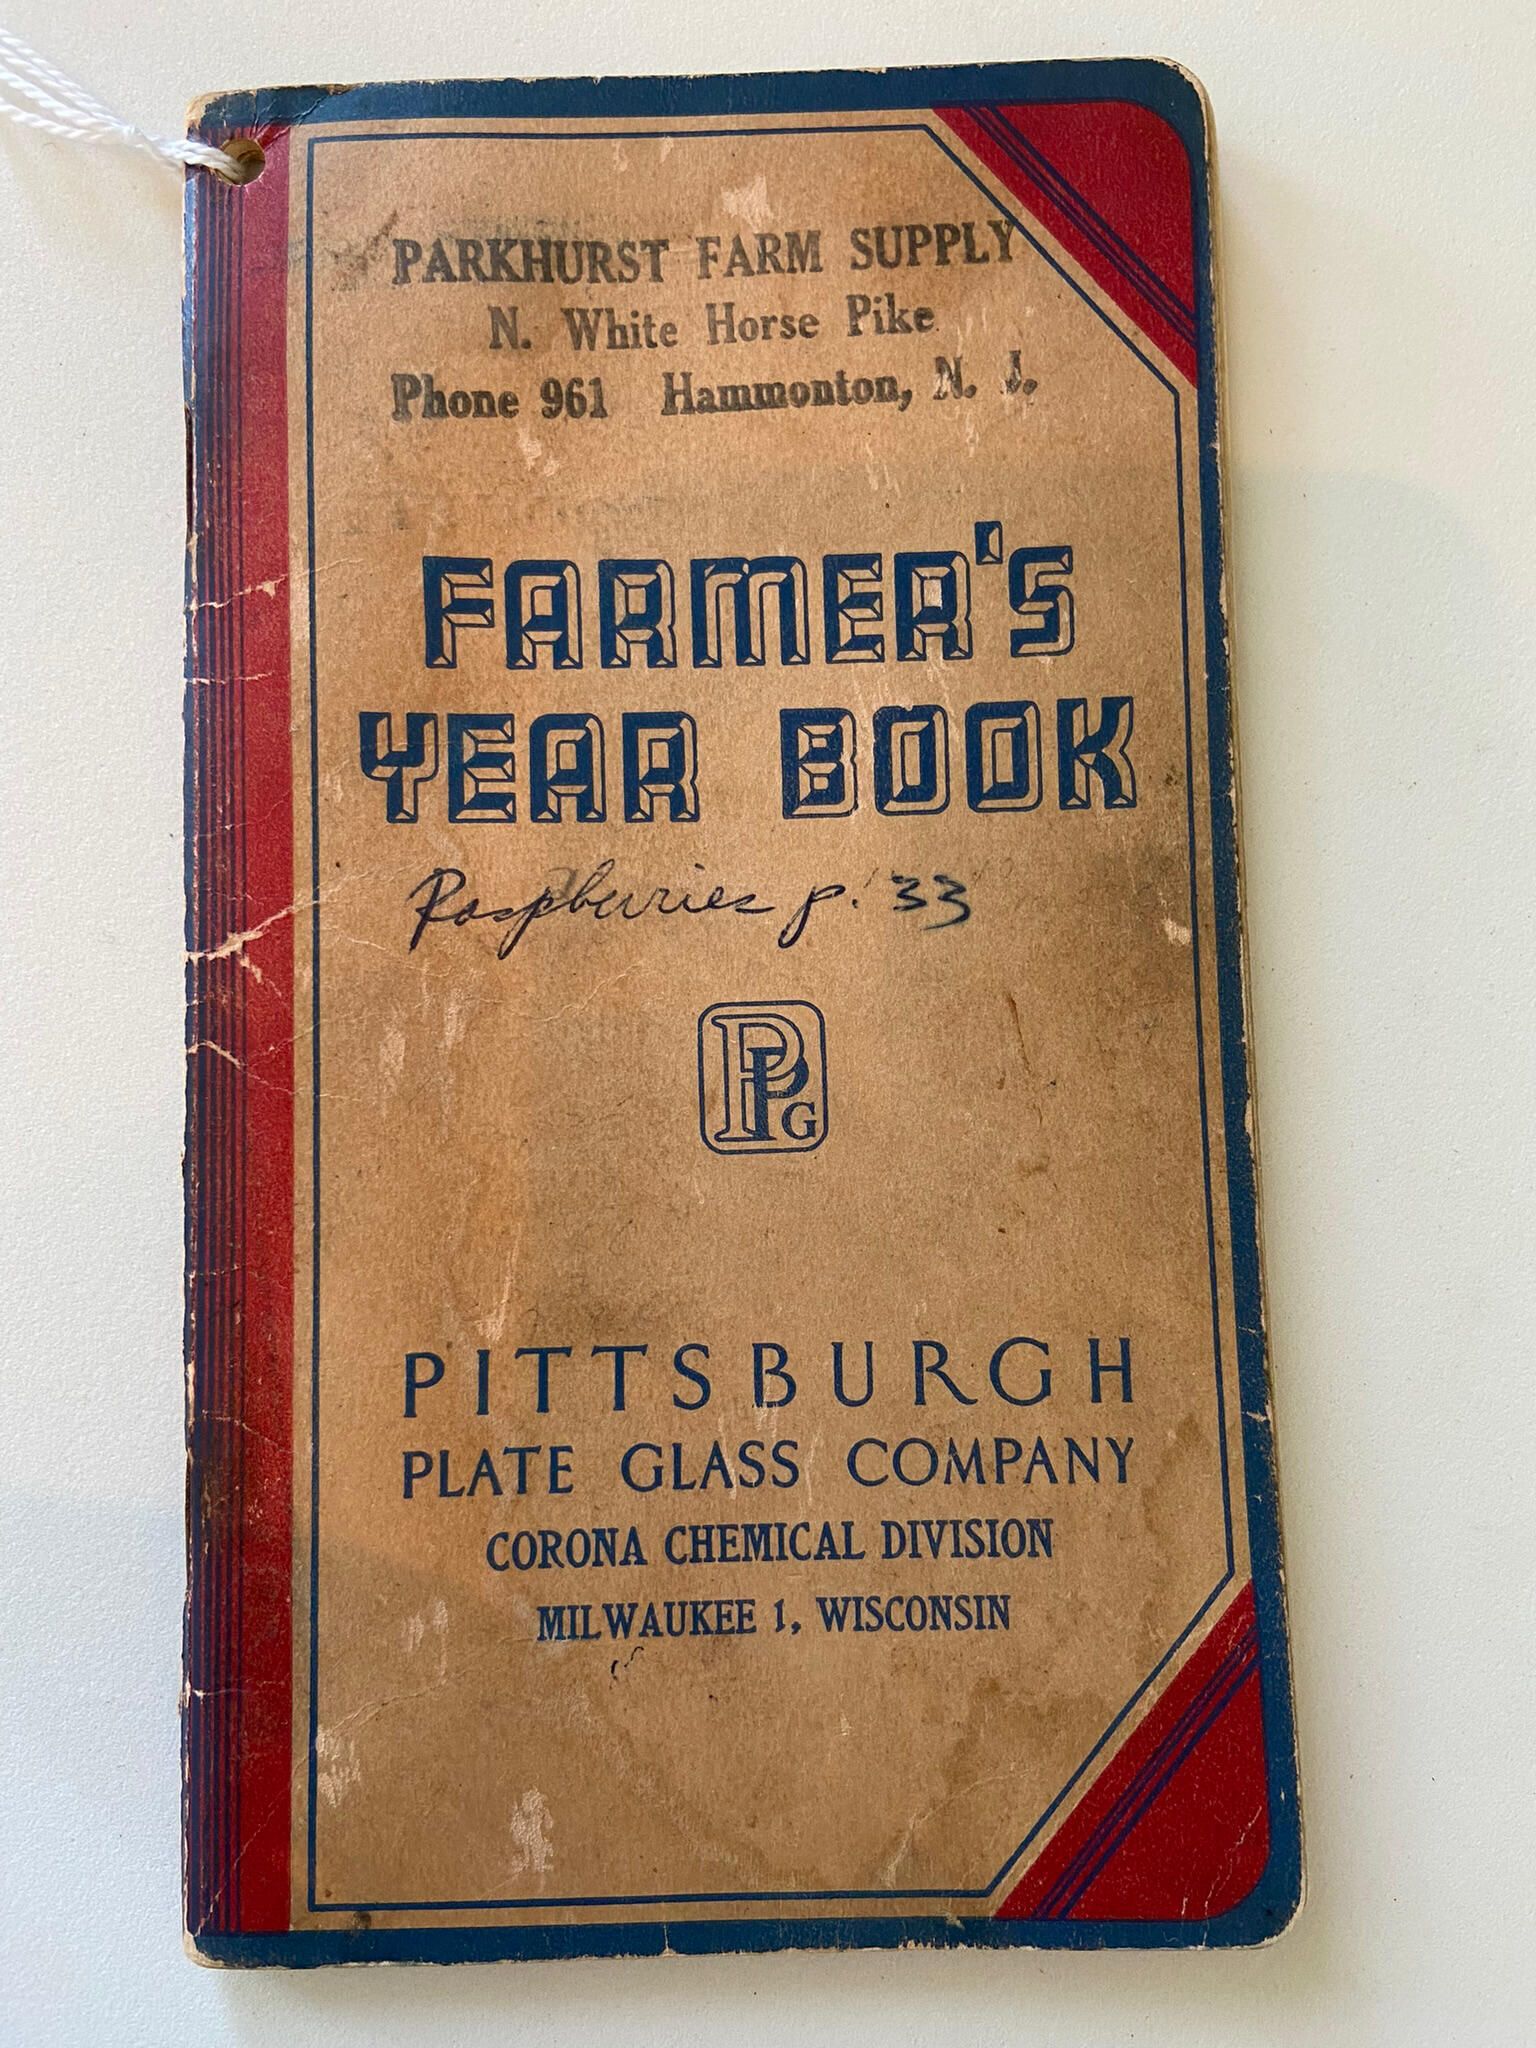 PARKHURST FARM SUPPLY
N. White Horse Pike
Phone 961 Hammonton, N. J.
FARMER'S
YEAR BOOK
Raspberries p. 33
PPG
PITTSBURGH
PLATE GLASS COMPANY
CORONA CHEMICAL DIVISION
MILWAUKEE 1, WISCONSIN